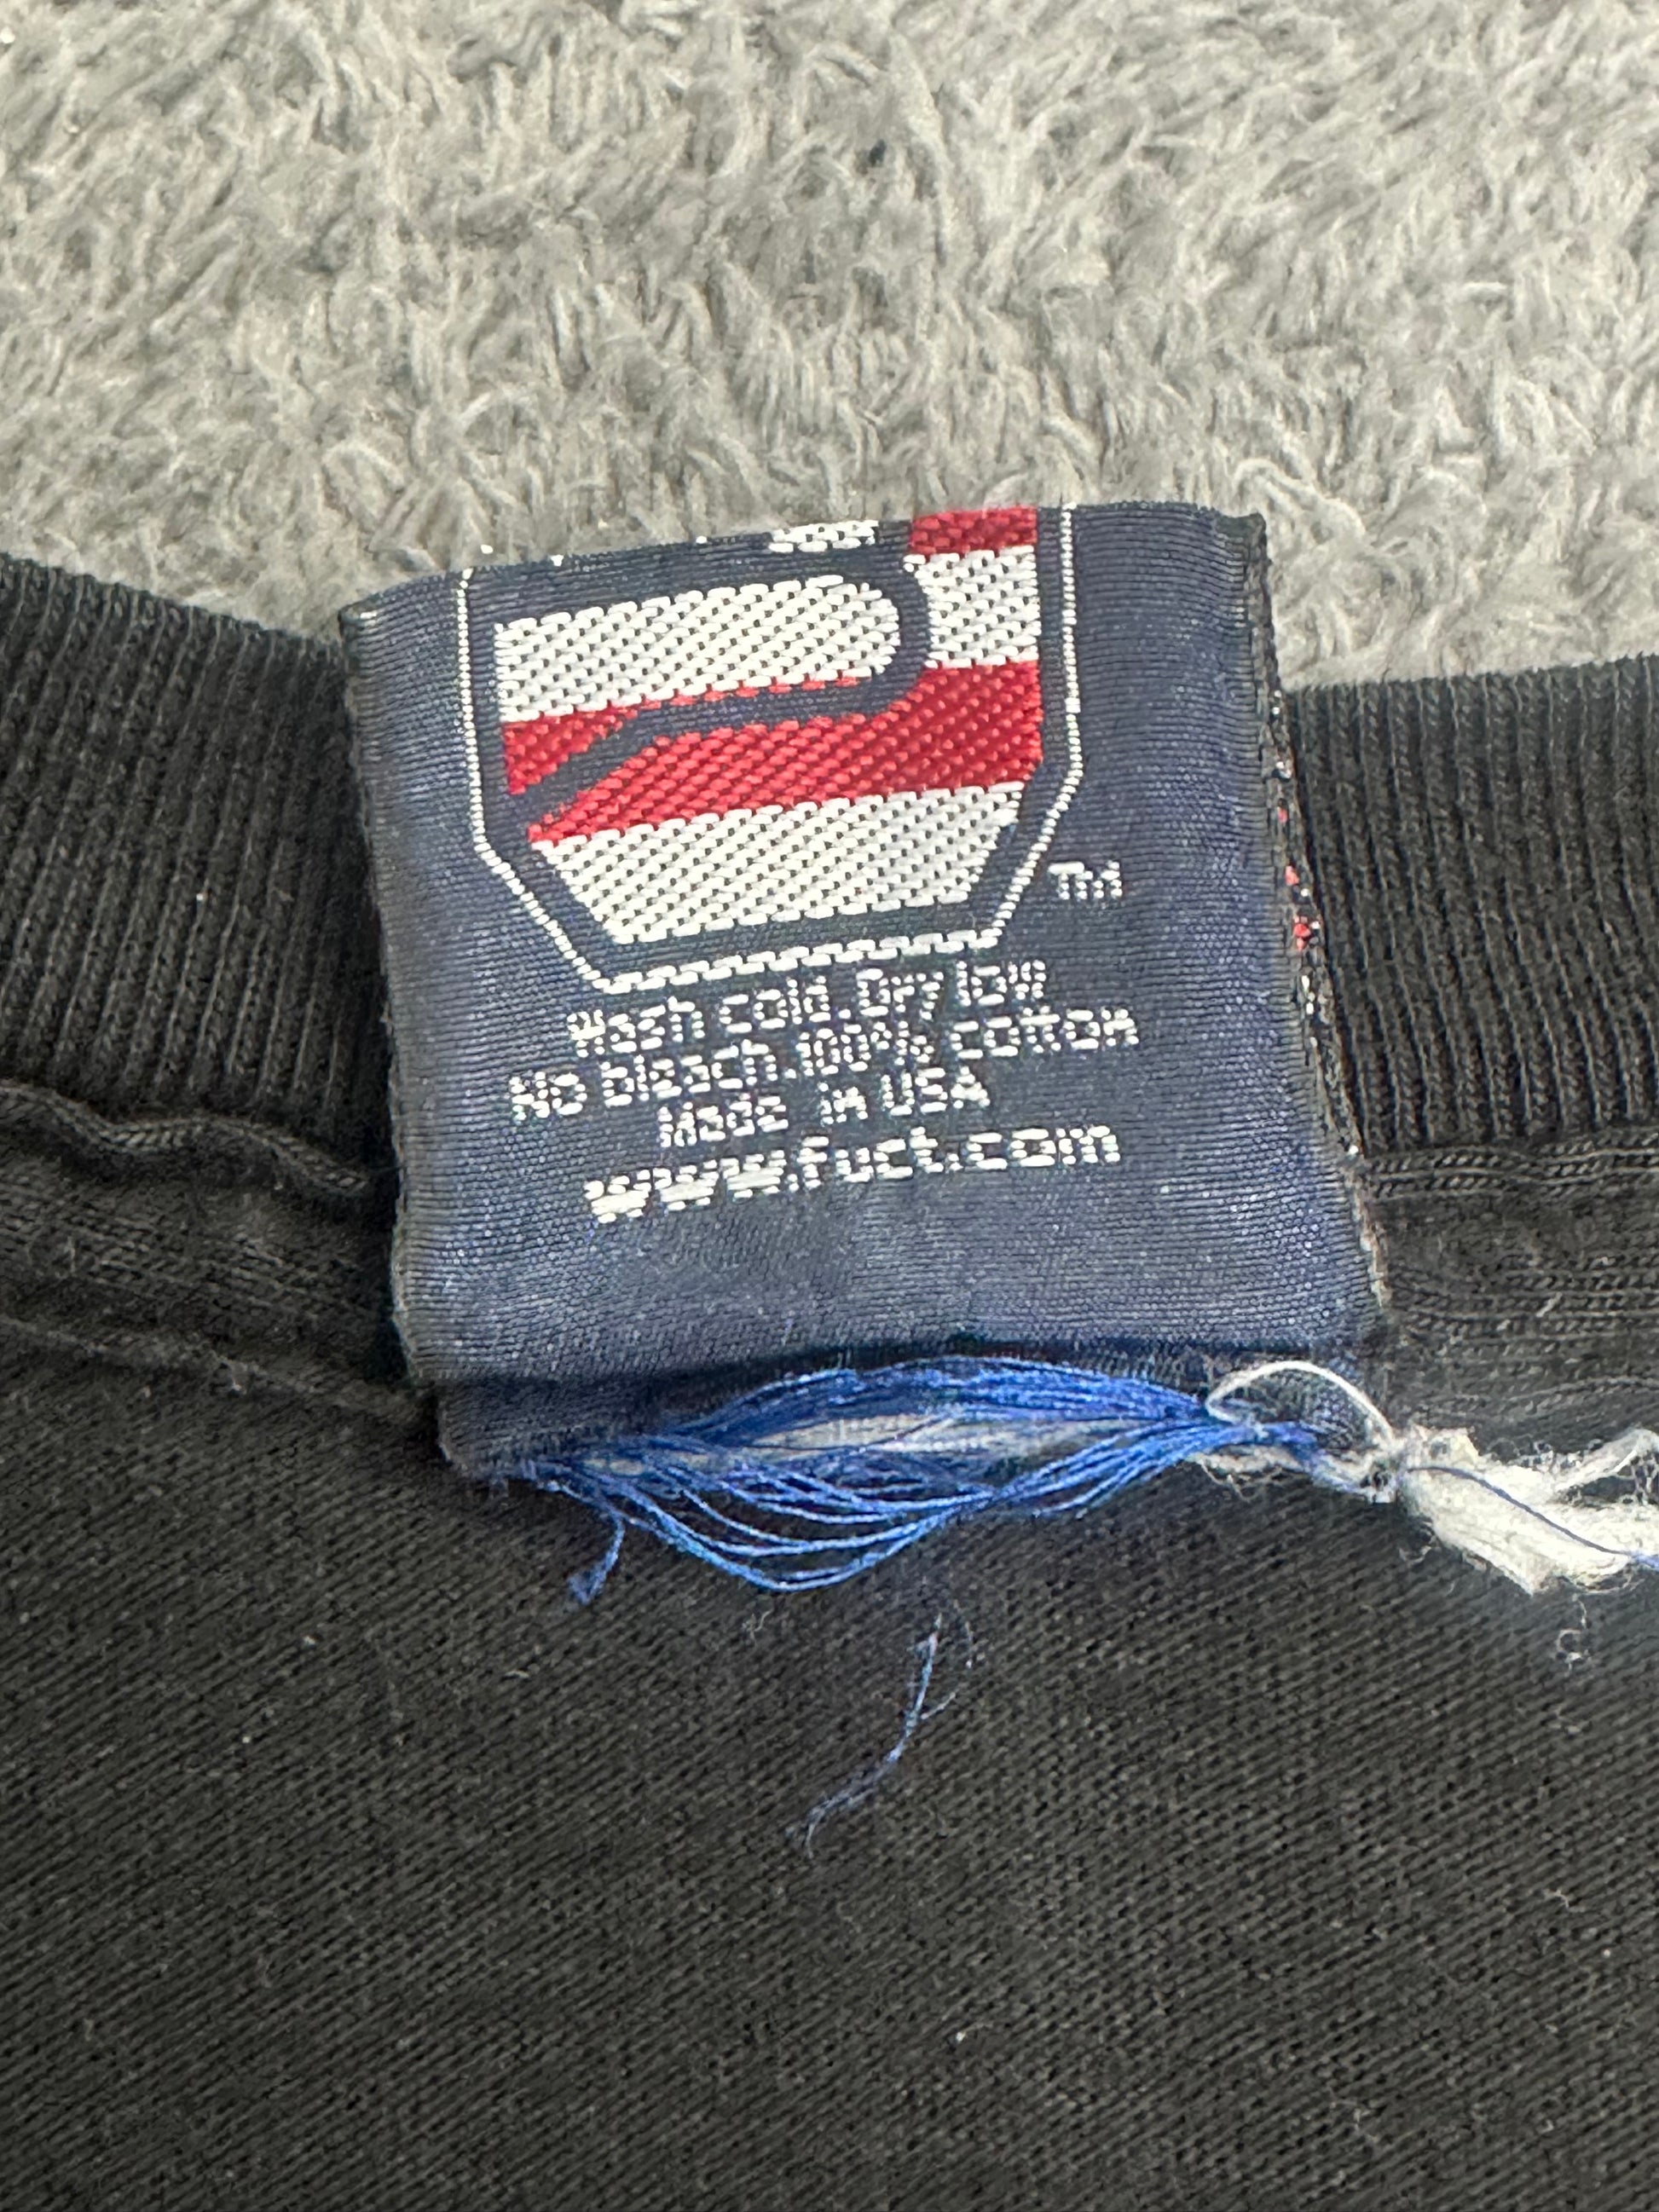 TM
Wash cold. Dry low
No bleach. 100% cotton
Made in USA
www.fuct.com